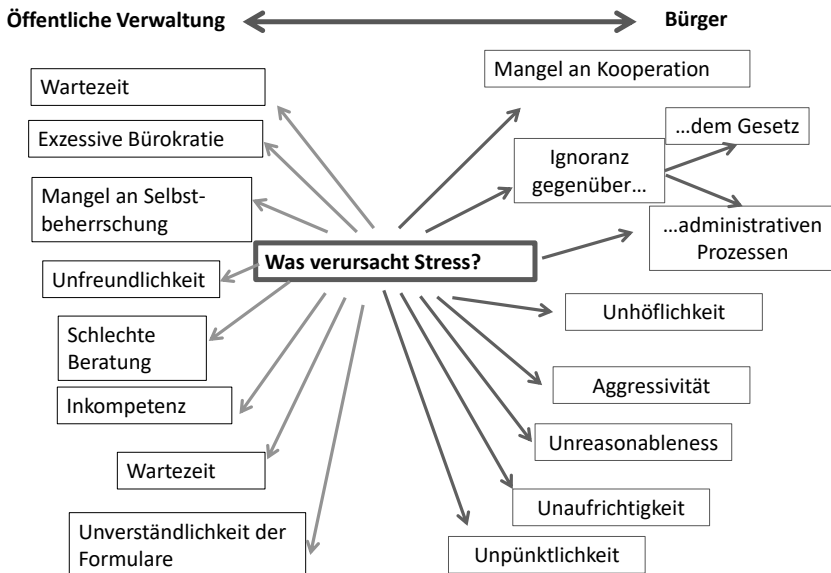 Öffentliche Verwaltung
Bürger
Wartezeit
Exzessive Bürokratie
Mangel an Selbst-
beherrschung
Unfreundlichkeit
Schlechte
Beratung
Inkompetenz
Wartezeit
Unverständlichkeit der
Formulare
Was verursacht Stress?
Mangel an Kooperation
Ignoranz
gegenüber...
...dem Gesetz
...administrativen
Prozessen
Unhöflichkeit
Aggressivität
Unreasonableness
Unaufrichtigkeit
Unpünktlichkeit